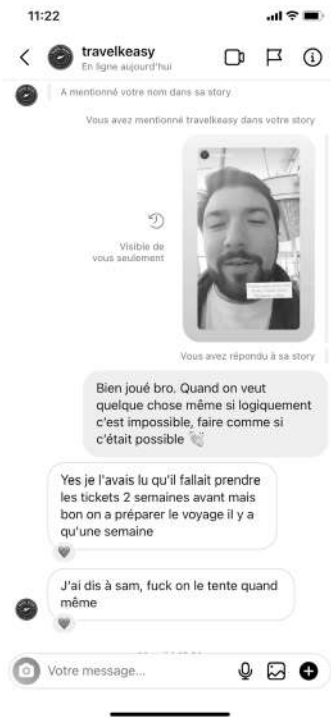 11:22
travelkeasy
En ligne aujourd'hui
A mentionné votre nom dans sa story
Vous avez mentionné travelkeasy dans votre story
Visible de
vous seulement
Vous avez répondu à sa story
Bien joué bro. Quand on veut
quelque chose même si logiquement
c'est impossible, faire comme si
c'était possible 👏
Yes je l'avais lu qu'il fallait prendre
les tickets 2 semaines avant mais
bon on a préparer le voyage il y a
qu'une semaine
J'ai dis à sam, fuck on le tente quand
même
Votre message...